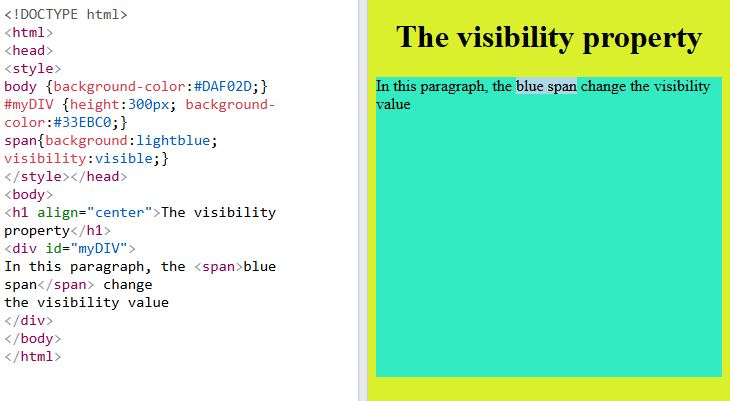 <!DOCTYPE html>
<html>
<head>
<style>
body {background-color:#DAF02D;}
#myDIV {height:300px; background-
color:#33EBC0;}
span{background:lightblue;
visibility:visible;}
</style></head>
<body>
<h1 align="center">The visibility
property</h1>
<div id="myDIV">
In this paragraph, the <span>blue
span</span> change
the visibility value
</div>
</body>
</html>
The visibility property
In this paragraph, the blue span change the visibility
value